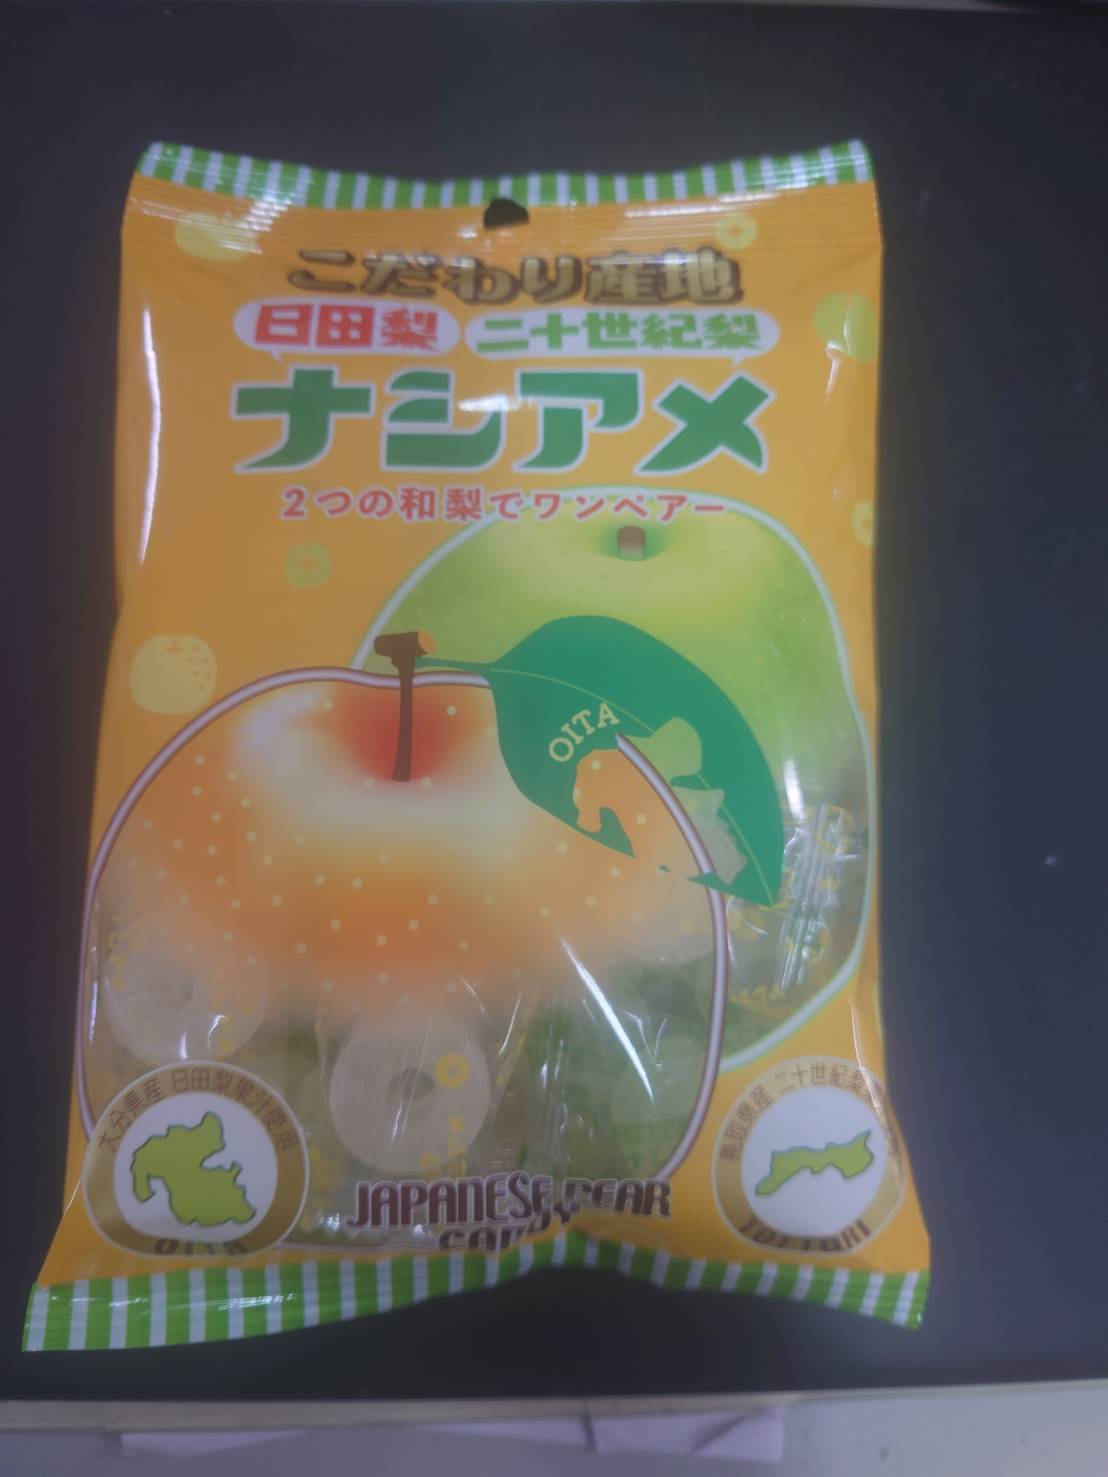 こだわり産地
日田梨 二十世紀梨
ナシアメ
2つの和梨でワンペアー
OITA
大分県産 日田梨果汁使用
OITA
鳥取県産 二十世紀梨
TOTTORI
JAPANESE PEAR
CANDY